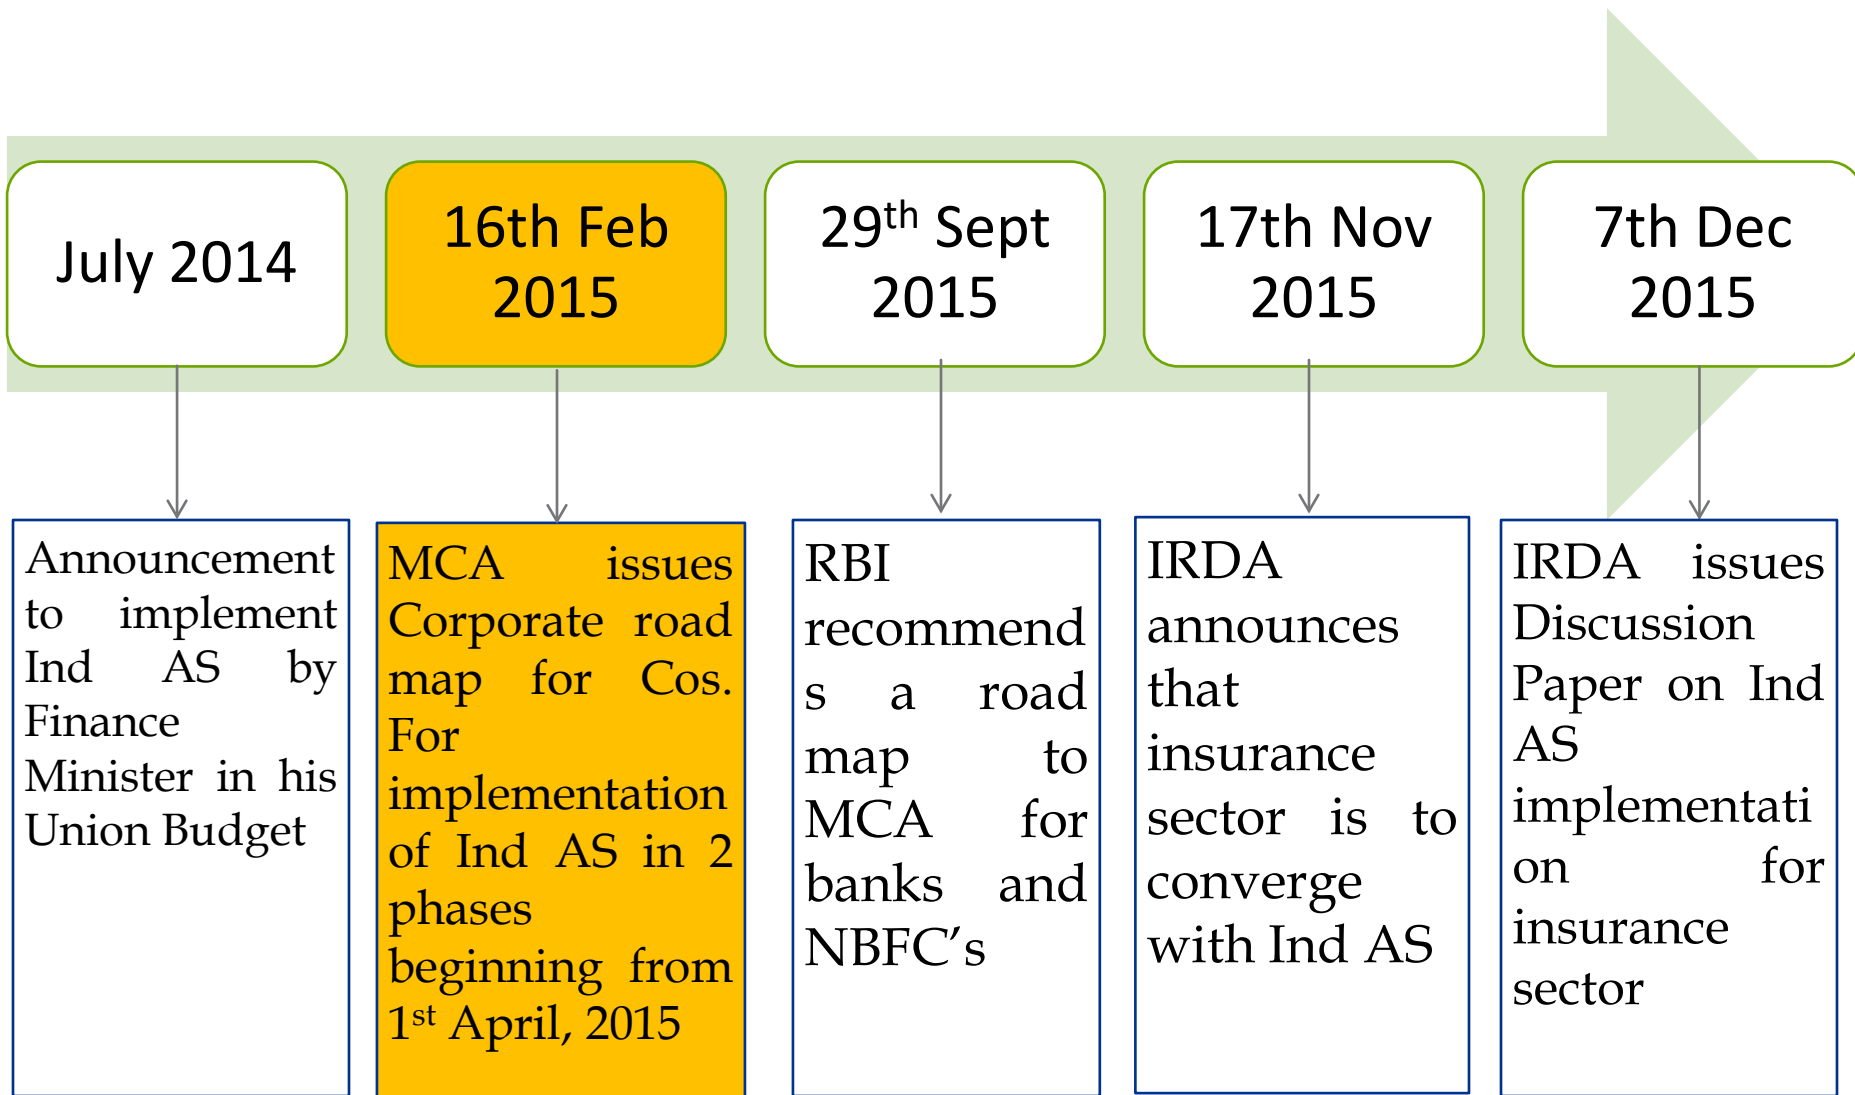 July 2014
16th Feb
2015
29th Sept
2015
17th Nov
2015
7th Dec
2015
Announcement
to implement
Ind AS by
Finance
Minister in his
Union Budget
MCA issues
Corporate road
map for Cos.
For
implementation
of Ind AS in 2
phases
beginning from
1st April, 2015
RBI
recommend
s a road
map to
MCA for
banks and
NBFC’s
IRDA
announces
that
insurance
sector is to
converge
with Ind AS
IRDA issues
Discussion
Paper on Ind
AS
implementati
on for
insurance
sector